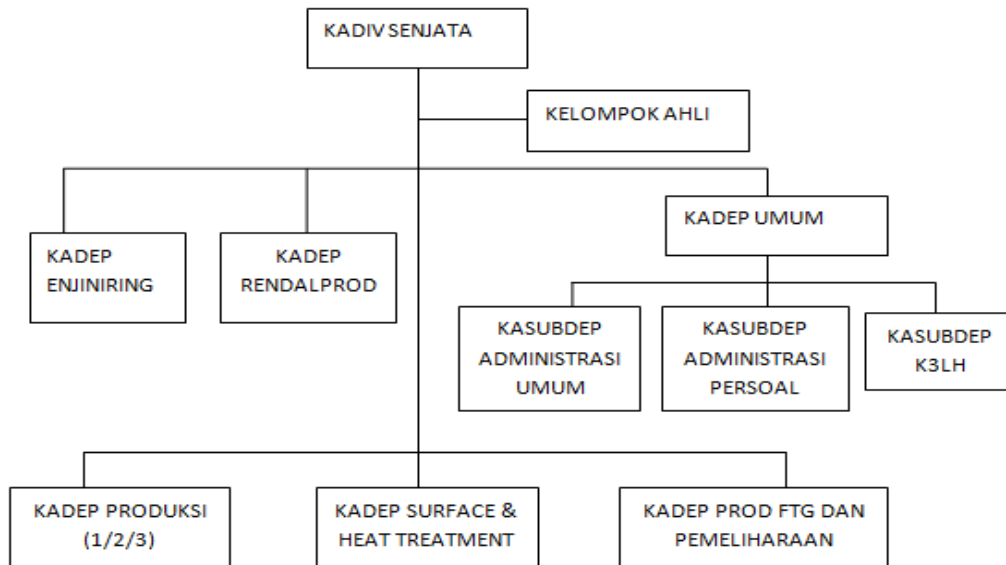 KADIV SENJATA
KELOMPOK AHLI
KADEP
ENJINIRING
KADEP
RENDALPROD
KADEP UMUM
KASUBDEP
ADMINISTRASI
UMUM
KASUBDEP
ADMINISTRASI
PERSOAL
KASUBDEP
K3LH
KADEP PRODUKSI
(1/2/3)
KADEP SURFACE &
HEAT TREATMENT
KADEP PROD FTG DAN
PEMELIHARAAN